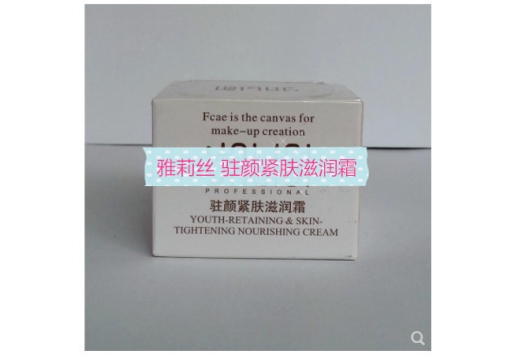 Fcae is the canvas for
make-up creation
雅莉丝 驻颜紧肤滋润霜
PROFESSIONAL
驻颜紧肤滋润霜
YOUTH-RETAINING & SKIN-
TIGHTENING NOURISHING CREAM